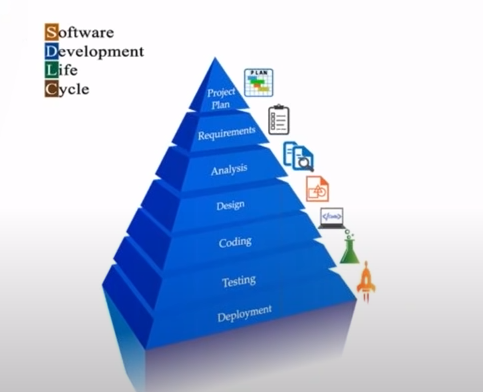 Software
Development
Life
Cycle
PLAN
Project
Plan
Requirements
Analysis
Design
Coding
Testing
Deployment